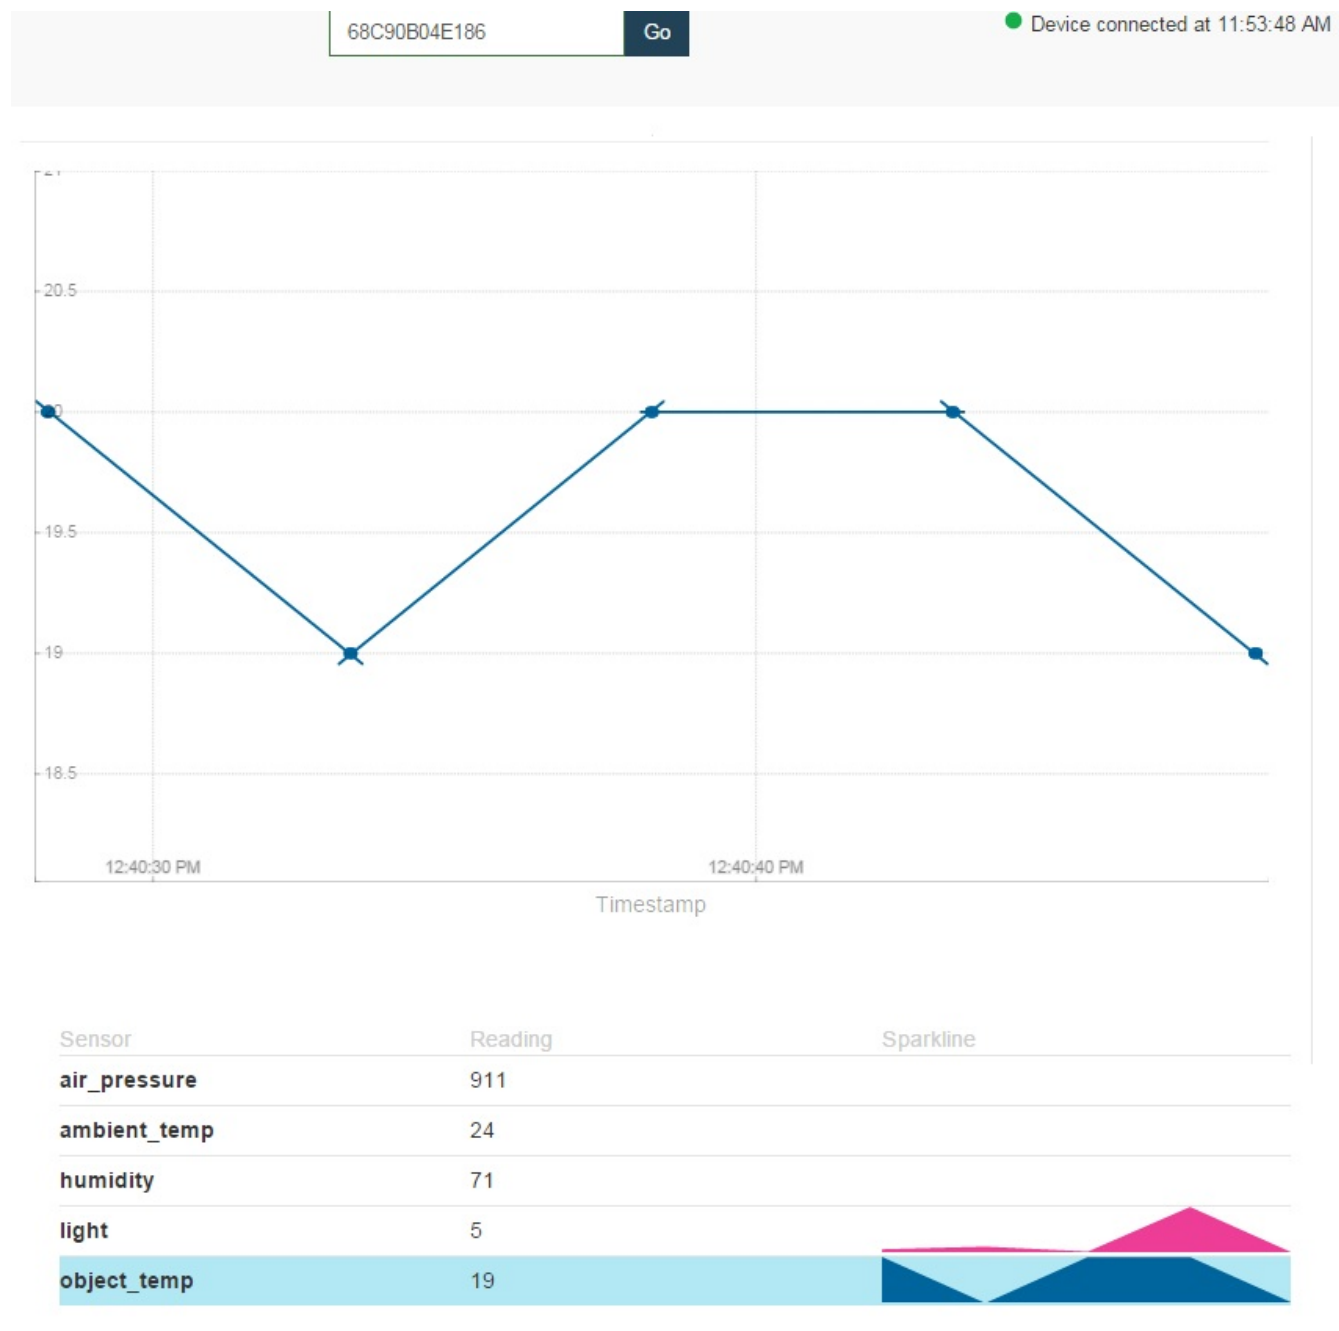 68C90B04E186 Go Device connected at 11:53:48 AM
20.5
19.5
19
18.5
12:40:30 PM 12:40:40 PM
Timestamp
Sensor Reading Sparkline
air_pressure 911
ambient_temp 24
humidity 71
light 5
object_temp 19